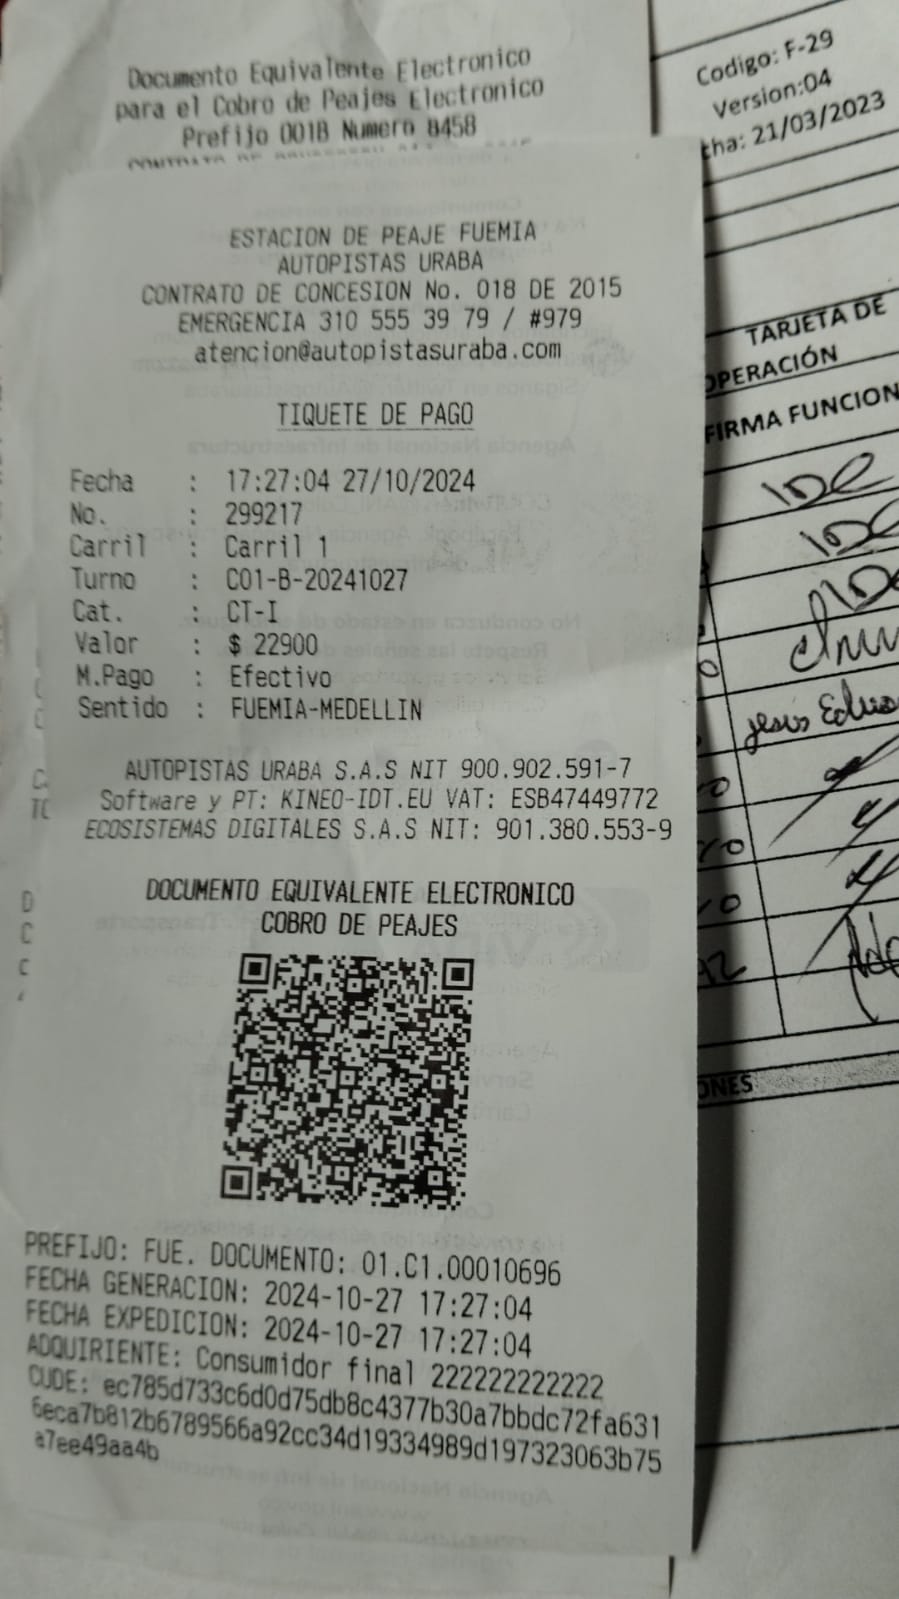 Documento Equivalente Electronico
para el Cobro de Peajes Electronico
Prefijo 001B Numero 8458
Codigo: F-29
Version:04
cha: 21/03/2023
ESTACION DE PEAJE FUEMIA
AUTOPISTAS URABA
CONTRATO DE CONCESION No. 018 DE 2015
EMERGENCIA 310 555 39 79 / #979
atencion@autopistasuraba.com
TIQUETE DE PAGO
Fecha : 17:27:04 27/10/2024
No. : 299217
Carril : Carril 1
Turno : C01-B-20241027
Cat. : CT-I
Valor : $ 22900
M.Pago : Efectivo
Sentido : FUEMIA-MEDELLIN
AUTOPISTAS URABA S.A.S NIT 900.902.591-7
Software y PT: KINEO-IDT.EU VAT: ESB47449772
ECOSISTEMAS DIGITALES S.A.S NIT: 901.380.553-9
DOCUMENTO EQUIVALENTE ELECTRONICO
COBRO DE PEAJES
PREFIJO: FUE. DOCUMENTO: 01.C1.00010696
FECHA GENERACION: 2024-10-27 17:27:04
FECHA EXPEDICION: 2024-10-27 17:27:04
ADQUIRIENTE: Consumidor final 222222222222
CUDE: ec785d733c6d0d75db8c4377b30a7bbdc72fa631
6eca7b812b6789566a92cc34d19334989d197323063b75
a7ee49aa4b
TARJETA DE
OPERACIÓN
FIRMA FUNCION
Jesús Edua
ONES